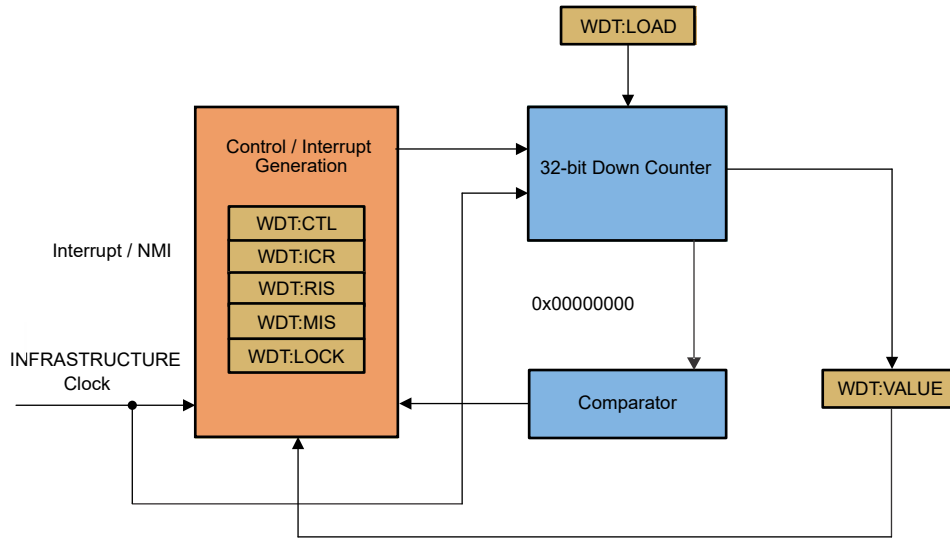 WDT:LOAD
Control / Interrupt
Generation
32-bit Down Counter
WDT:CTL
WDT:ICR
WDT:RIS
WDT:MIS
WDT:LOCK
Interrupt / NMI
0x00000000
INFRASTRUCTURE
Clock
Comparator
WDT:VALUE